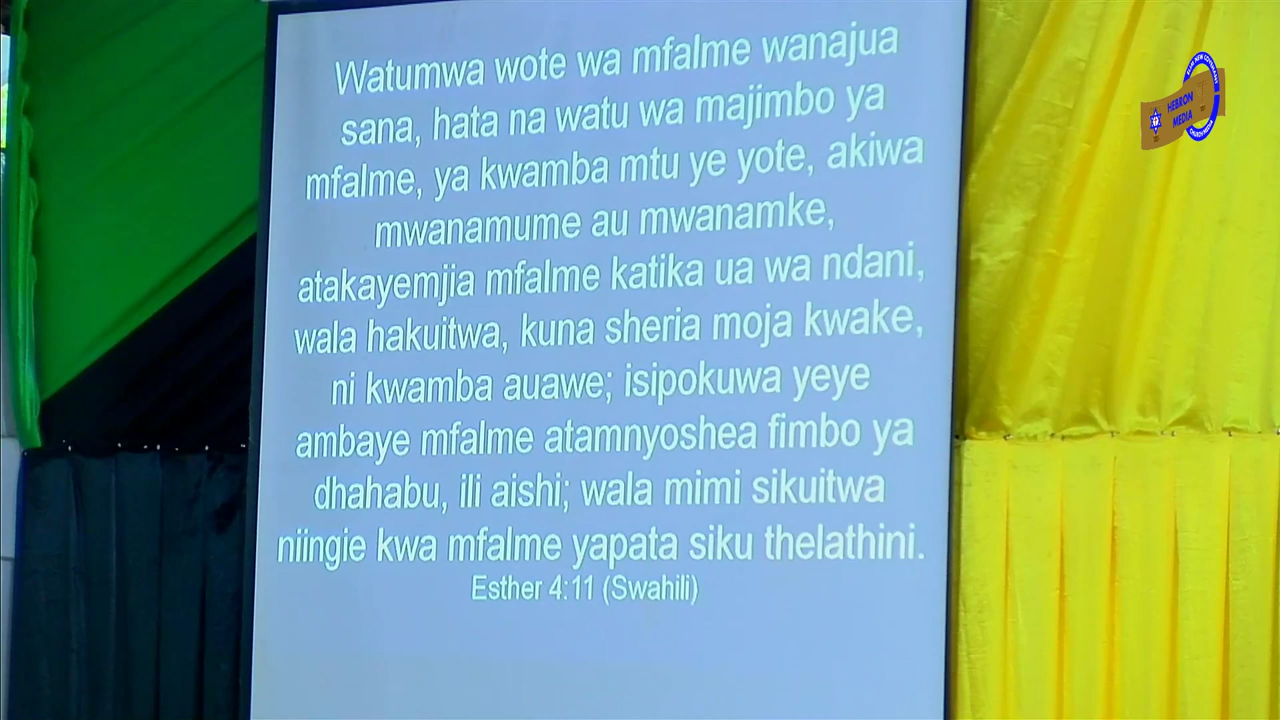 Watumwa wote wa mfalme wanajua
sana, hata na watu wa majimbo ya
mfalme, ya kwamba mtu ye yote, akiwa
mwanamume au mwanamke,
atakayemjia mfalme katika ua wa ndani,
wala hakuitwa, kuna sheria moja kwake,
ni kwamba auawe; isipokuwa yeye
ambaye mfalme atamnyoshea fimbo ya
dhahabu, ili aishi; wala mimi sikuitwa
niingie kwa mfalme yapata siku thelathini.
Esther 4:11 (Swahili)
HEBRON
MEDIA